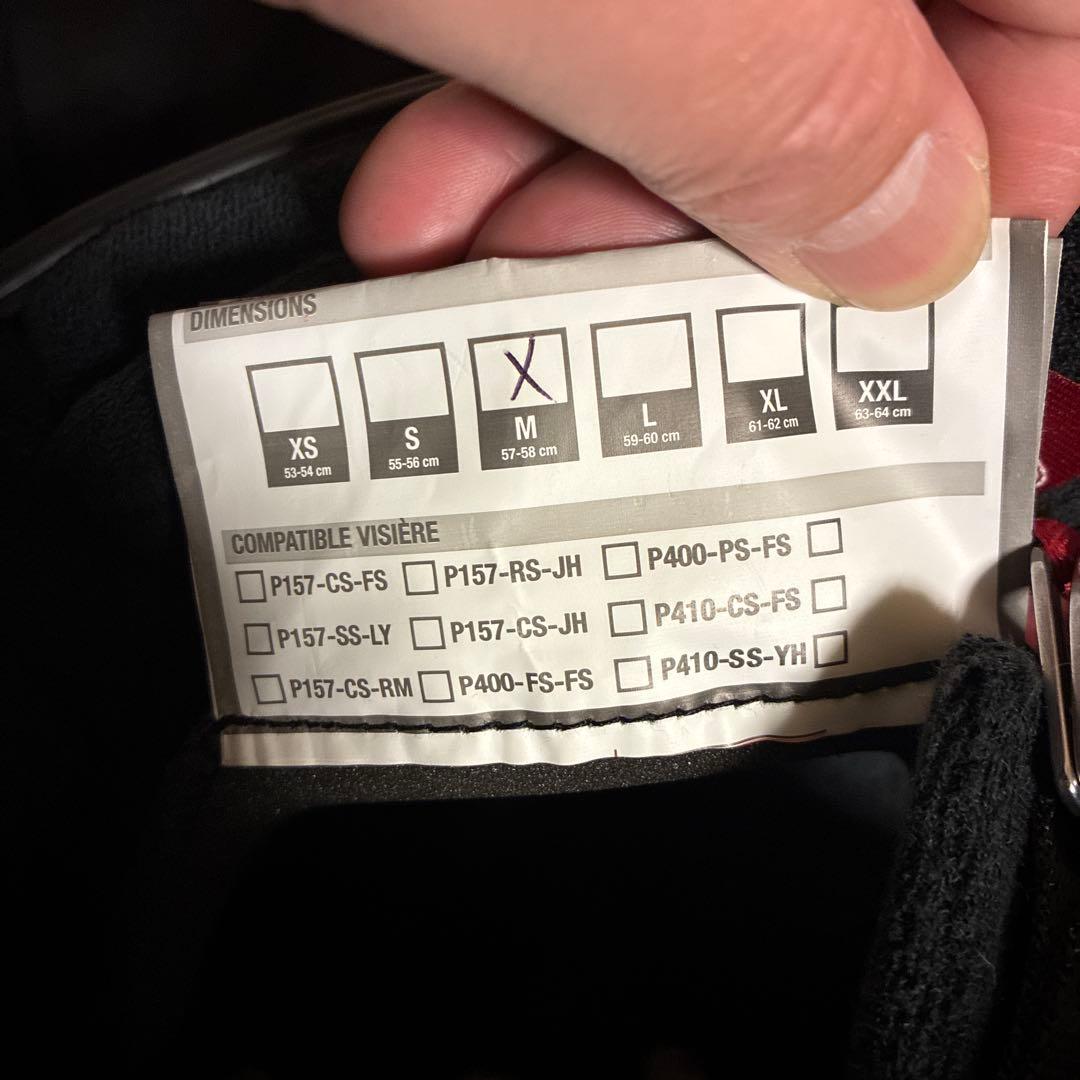 DIMENSIONS
X
XS S M L XL XXL
53-54 cm 55-56 cm 57-58 cm 59-60 cm 61-62 cm 63-64 cm
COMPATIBLE VISIÈRE
P157-CS-FS P157-RS-JH P400-PS-FS
P157-SS-LY P157-CS-JH P410-CS-FS
P157-CS-RM P400-FS-FS P410-SS-YH